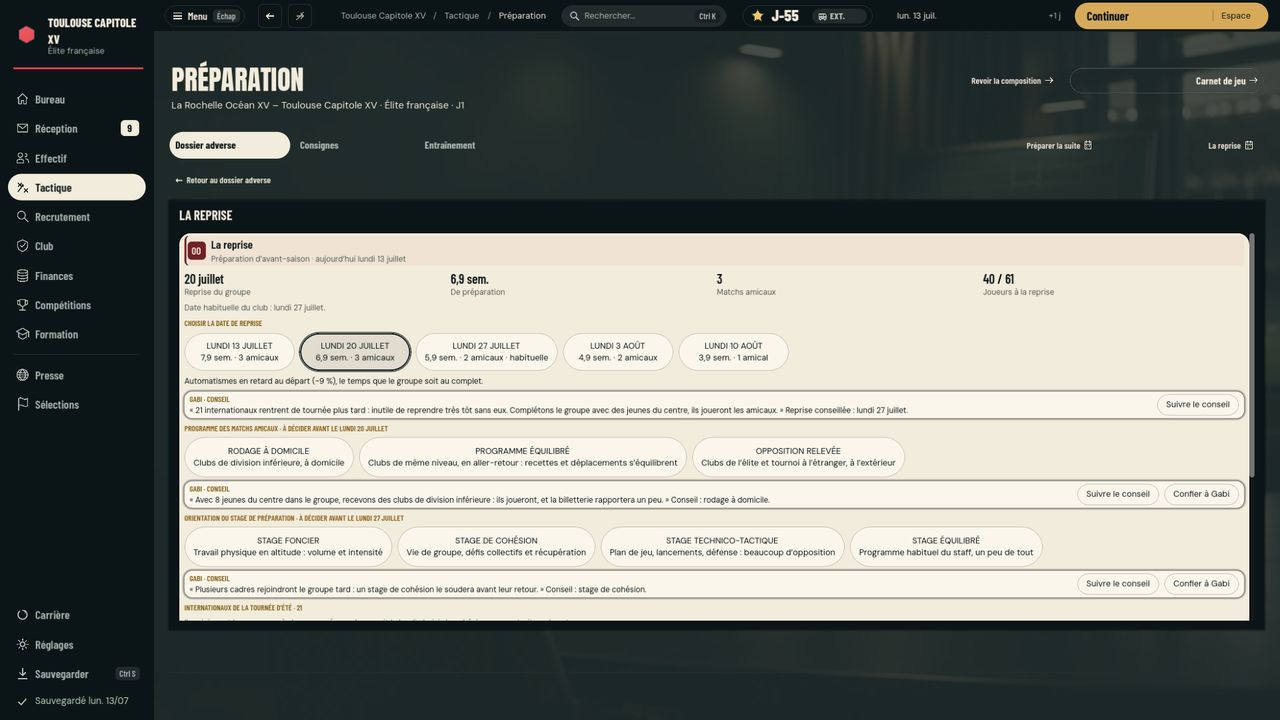 TOULOUSE CAPITOLE XV
Élite française
Menu Échap
Toulouse Capitole XV / Tactique / Préparation
Rechercher... Ctrl K
J-55 EXT.
lun. 13 juil.
+1 j
Continuer Espace
Bureau
Réception 9
Effectif
Tactique
Recrutement
Club
Finances
Compétitions
Formation
Presse
Sélections
Carrière
Réglages
Sauvegarder Ctrl S
Sauvegardé lun. 13/07
PRÉPARATION
La Rochelle Océan XV – Toulouse Capitole XV · Élite française · J1
Revoir la composition →
Carnet de jeu →
Dossier adverse
Consignes
Entraînement
Préparer la suite
La reprise
← Retour au dossier adverse
LA REPRISE
00 La reprise
Préparation d'avant-saison · aujourd'hui lundi 13 juillet
20 juillet
Reprise du groupe
6,9 sem.
De préparation
3
Matchs amicaux
40 / 61
Joueurs à la reprise
Date habituelle du club : lundi 27 juillet.
CHOISIR LA DATE DE REPRISE
LUNDI 13 JUILLET
7,9 sem. · 3 amicaux
LUNDI 20 JUILLET
6,9 sem. · 3 amicaux
LUNDI 27 JUILLET
5,9 sem. · 2 amicaux · habituelle
LUNDI 3 AOÛT
4,9 sem. · 2 amicaux
LUNDI 10 AOÛT
3,9 sem. · 1 amical
Automatismes en retard au départ (−9 %), le temps que le groupe soit au complet.
GABI · CONSEIL
« 21 internationaux rentrent de tournée plus tard : inutile de reprendre très tôt sans eux. Complétons le groupe avec des jeunes du centre, ils joueront les amicaux. » Reprise conseillée : lundi 27 juillet.
Suivre le conseil
PROGRAMME DES MATCHS AMICAUX · À DÉCIDER AVANT LE LUNDI 20 JUILLET
RODAGE À DOMICILE
Clubs de division inférieure, à domicile
PROGRAMME ÉQUILIBRÉ
Clubs de même niveau, en aller-retour : recettes et déplacements s'équilibrent
OPPOSITION RELEVÉE
Clubs de l'élite et tournoi à l'étranger, à l'extérieur
GABI · CONSEIL
« Avec 8 jeunes du centre dans le groupe, recevons des clubs de division inférieure : ils joueront, et la billetterie rapportera un peu. » Conseil : rodage à domicile.
Suivre le conseil
Confier à Gabi
ORIENTATION DU STAGE DE PRÉPARATION · À DÉCIDER AVANT LE LUNDI 27 JUILLET
STAGE FONCIER
Travail physique en altitude : volume et intensité
STAGE DE COHÉSION
Vie de groupe, défis collectifs et récupération
STAGE TECHNICO-TACTIQUE
Plan de jeu, lancements, défense : beaucoup d'opposition
STAGE ÉQUILIBRÉ
Programme habituel du staff, un peu de tout
GABI · CONSEIL
« Plusieurs cadres rejoindront le groupe tard : un stage de cohésion le soudera avant leur retour. » Conseil : stage de cohésion.
Suivre le conseil
Confier à Gabi
INTERNATIONAUX DE LA TOURNÉE D'ÉTÉ · 21